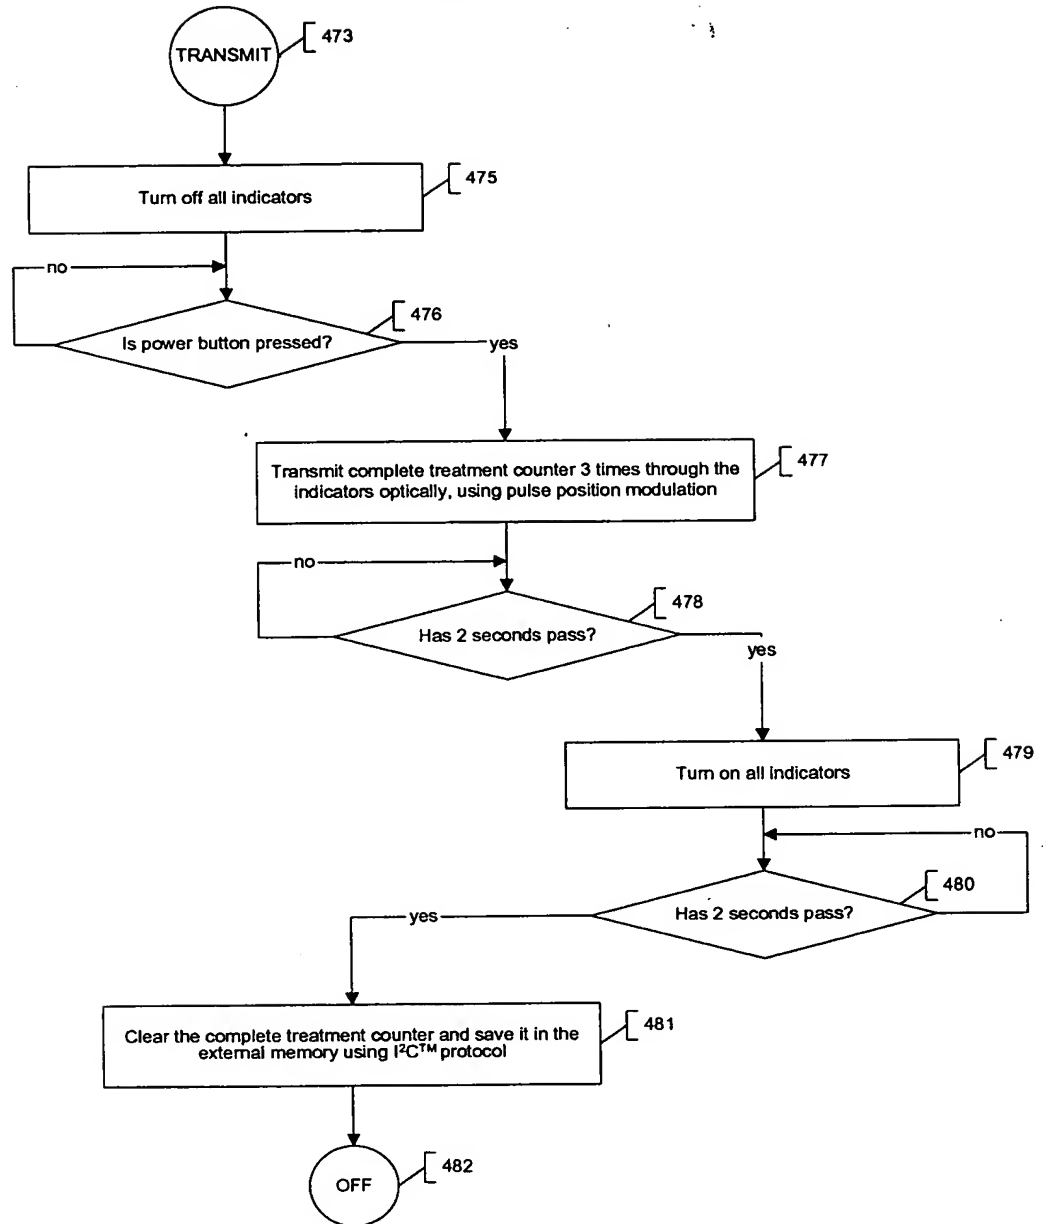 TRANSMIT
473
Turn off all indicators
475
no
Is power button pressed?
476
yes
Transmit complete treatment counter 3 times through the
indicators optically, using pulse position modulation
477
no
Has 2 seconds pass?
478
yes
Turn on all indicators
479
no
Has 2 seconds pass?
480
yes
Clear the complete treatment counter and save it in the
external memory using I²C™ protocol
481
OFF
482